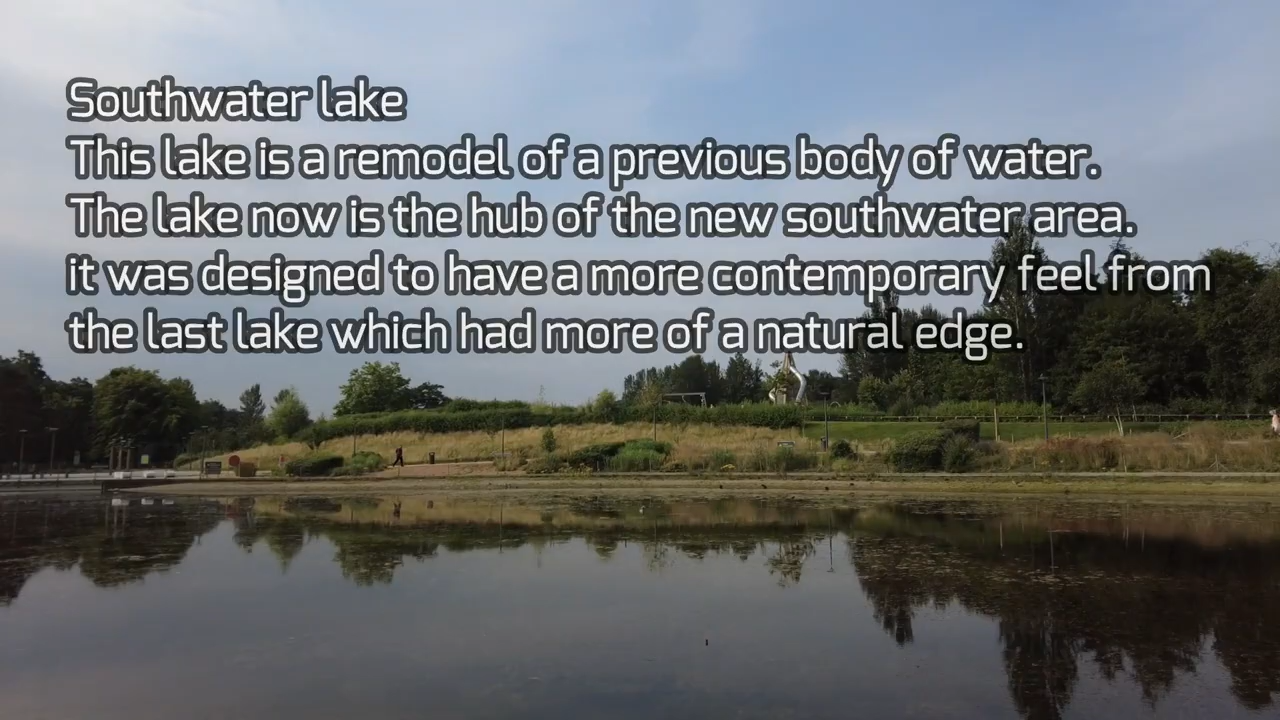 Southwater lake
This lake is a remodel of a previous body of water.
The lake now is the hub of the new southwater area.
it was designed to have a more contemporary feel from
the last lake which had more of a natural edge.